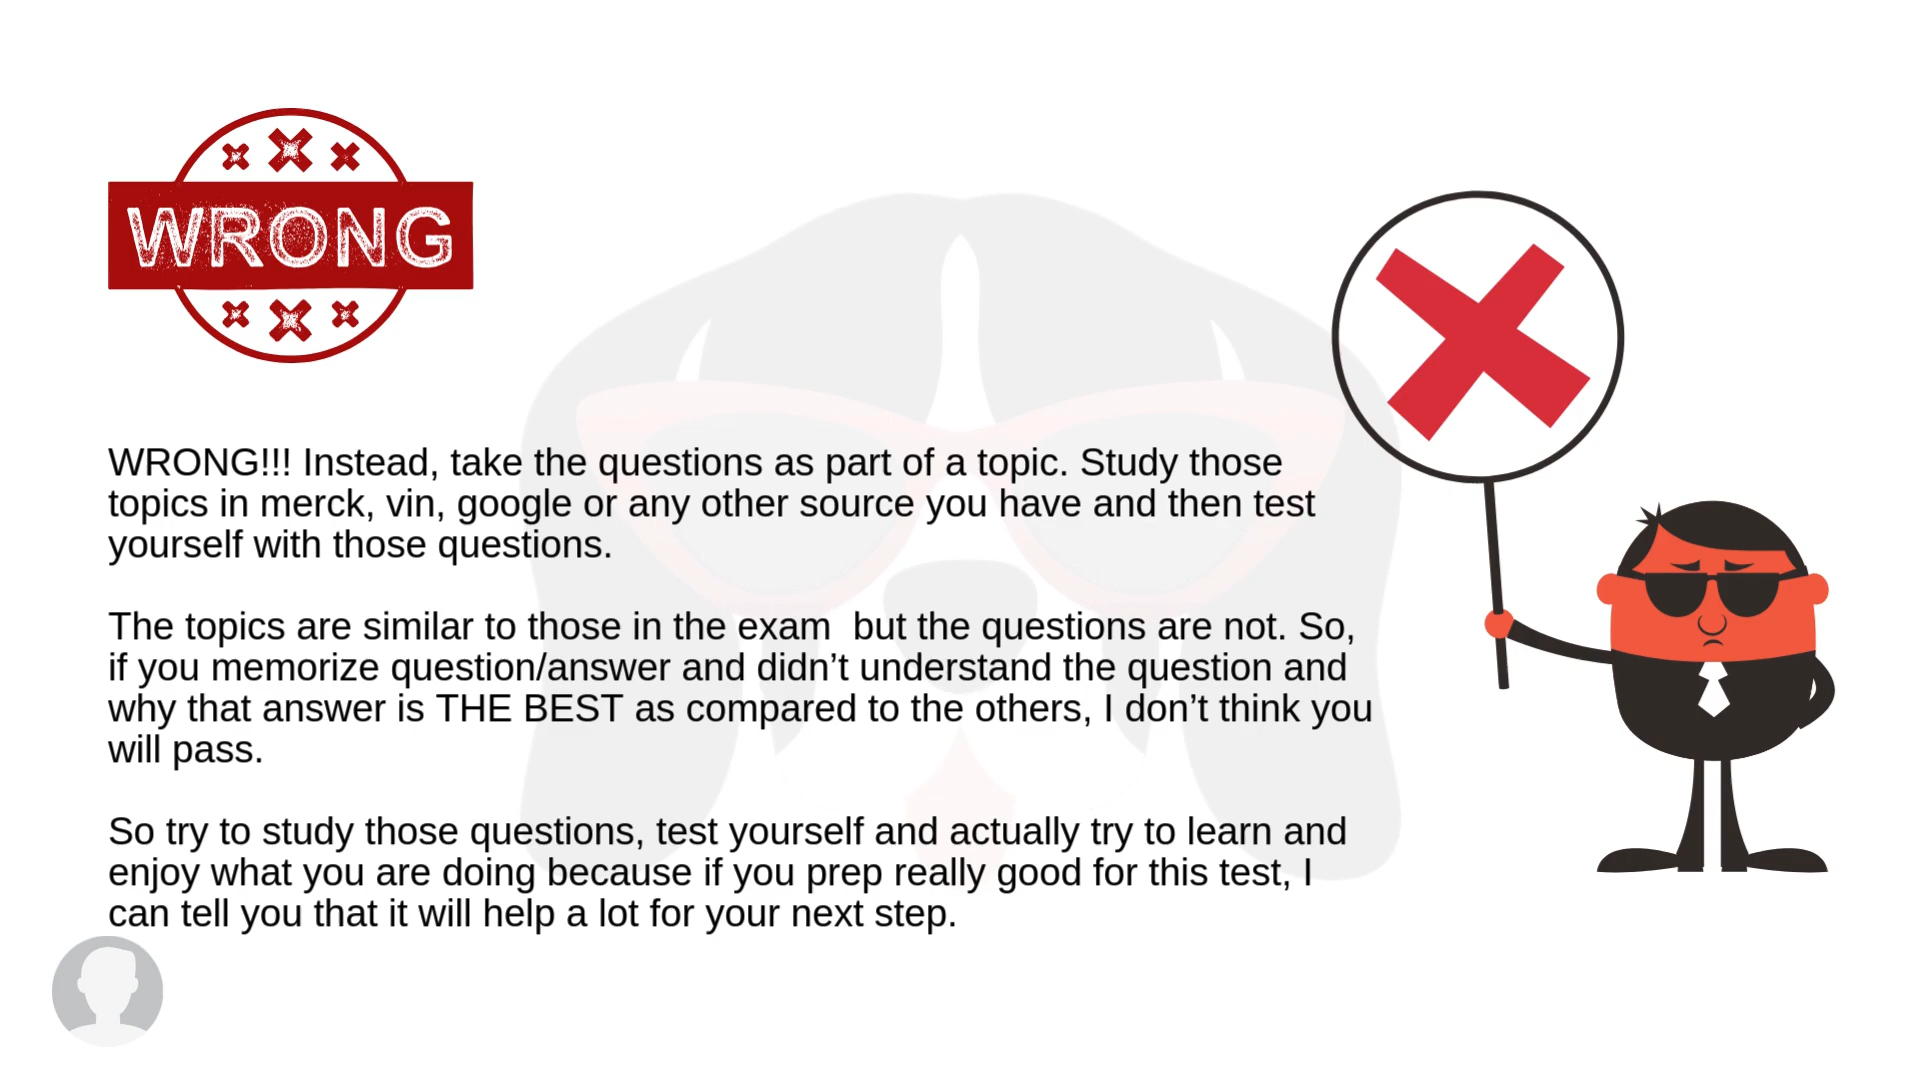 WRONG
WRONG!!! Instead, take the questions as part of a topic. Study those
topics in merck, vin, google or any other source you have and then test
yourself with those questions.
The topics are similar to those in the exam  but the questions are not. So,
if you memorize question/answer and didn’t understand the question and
why that answer is THE BEST as compared to the others, I don’t think you
will pass.
So try to study those questions, test yourself and actually try to learn and
enjoy what you are doing because if you prep really good for this test, I
can tell you that it will help a lot for your next step.